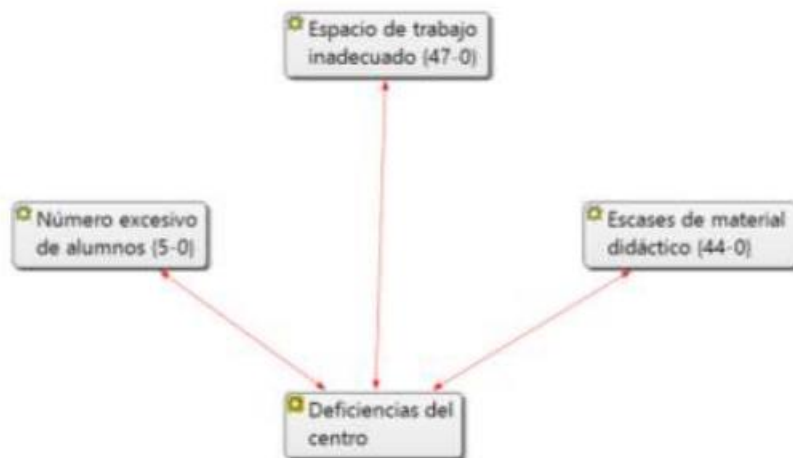 Espacio de trabajo
inadecuado (47-0)
Número excesivo
de alumnos (5-0)
Escases de material
didáctico (44-0)
Deficiencias del
centro